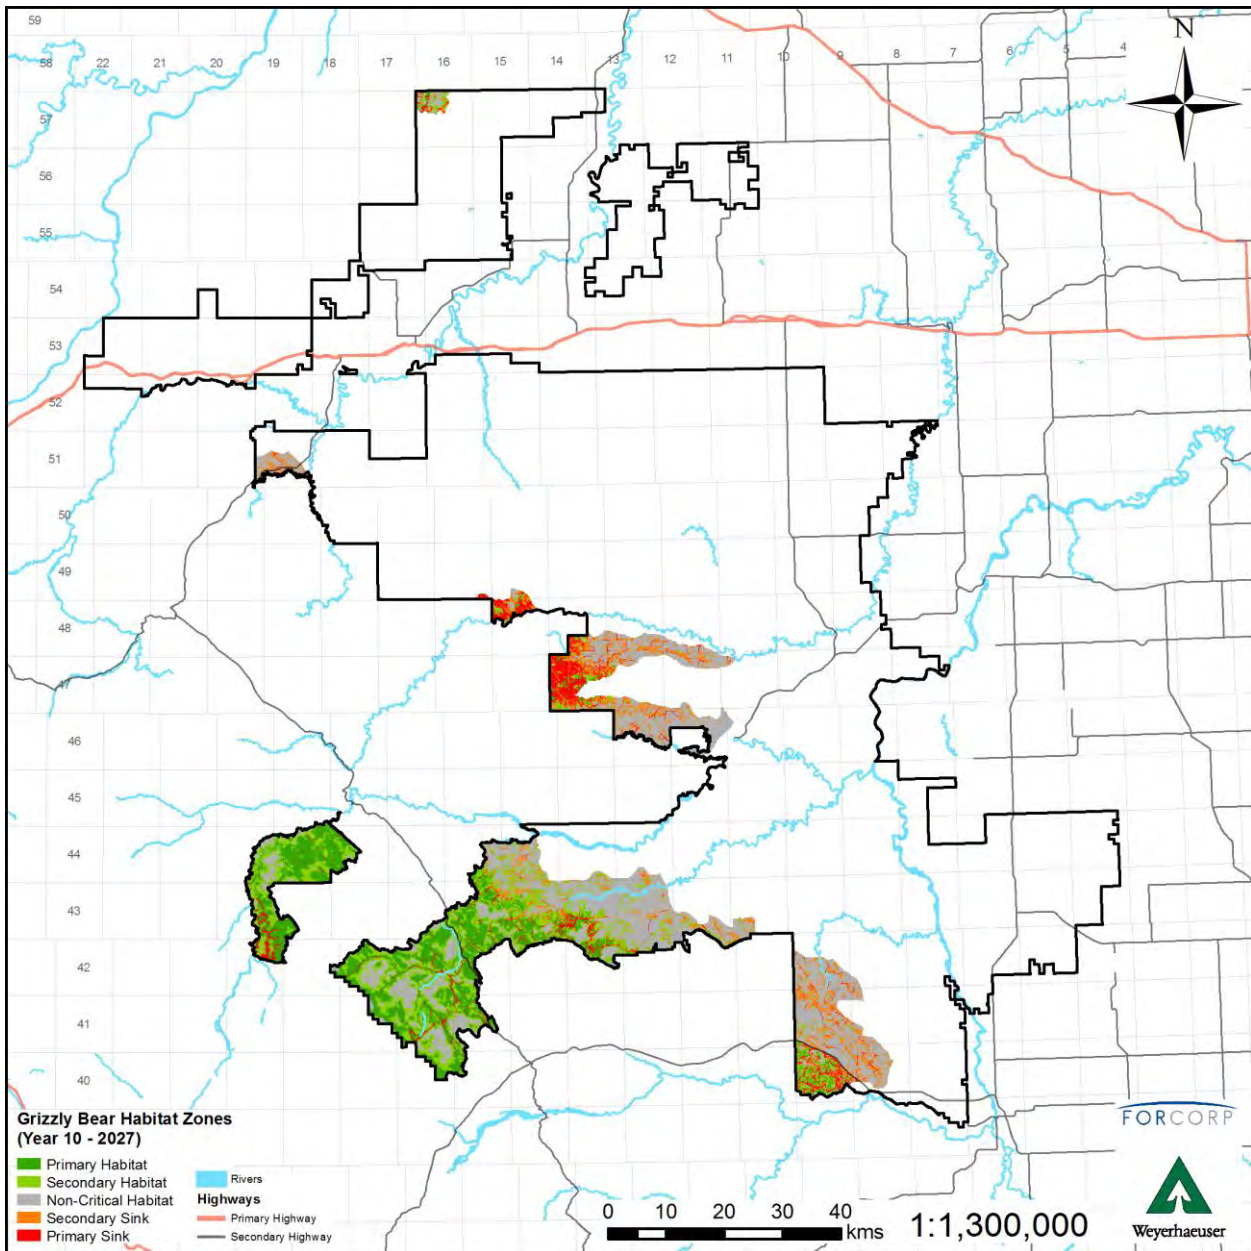 59
58 22 21 20 19 18 17 16 15 14 13 12 11 10 9 8 7 6 5 4
N
57
56
55
54
53
52
51
50
49
48
47
46
45
44
43
42
41
40
Grizzly Bear Habitat Zones
(Year 10 - 2027)
Primary Habitat
Secondary Habitat
Non-Critical Habitat
Secondary Sink
Primary Sink
Rivers
Highways
Primary Highway
Secondary Highway
0 10 20 30 40
kms
1:1,300,000
FORCORP
Weyerhaeuser